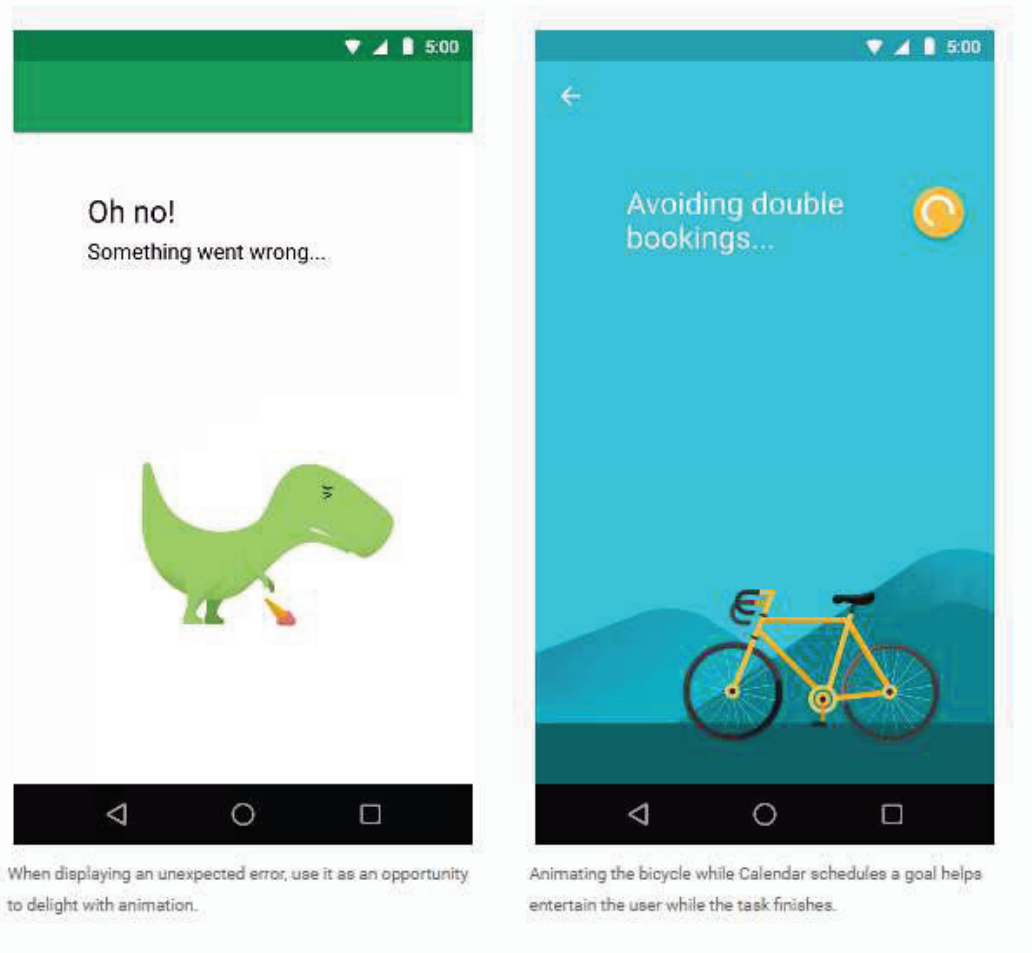 5:00
Oh no!
Something went wrong...
When displaying an unexpected error, use it as an opportunity
to delight with animation.
5:00
Avoiding double
bookings...
Animating the bicycle while Calendar schedules a goal helps
entertain the user while the task finishes.